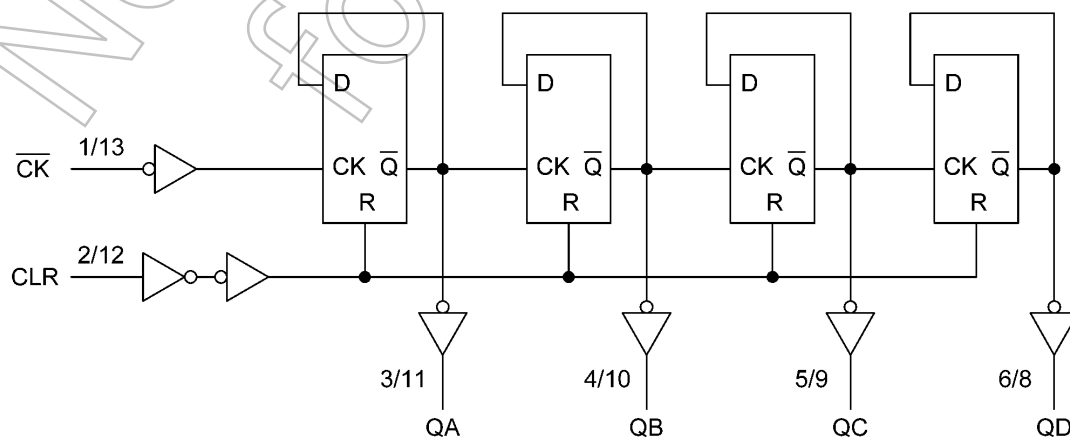 D D D D
1/13
C̅K̅ CK Q̅ CK Q̅ CK Q̅ CK Q̅
R R R R
2/12
CLR
3/11 4/10 5/9 6/8
QA QB QC QD